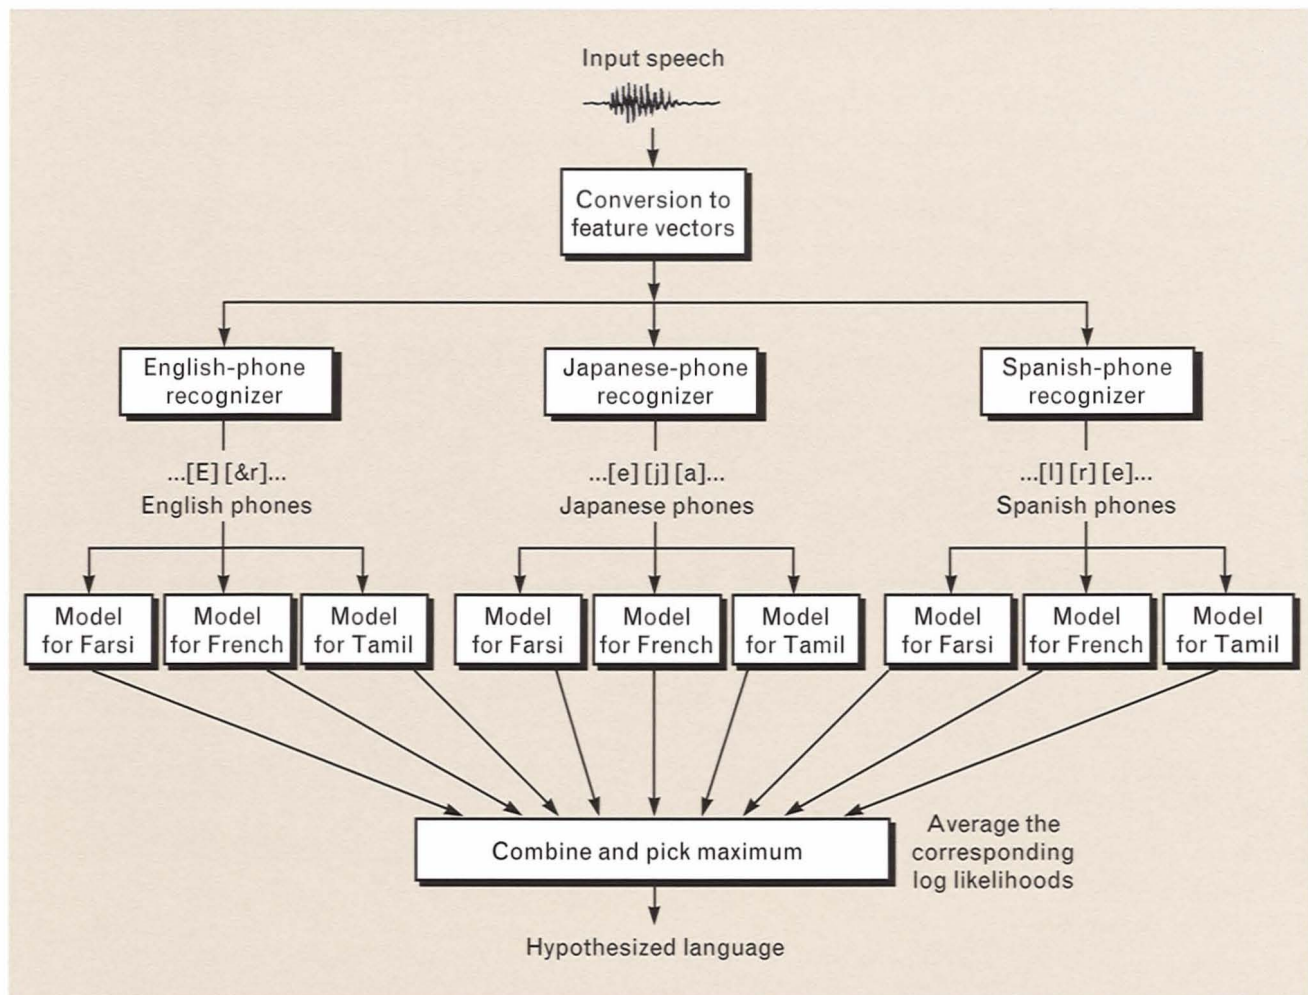 Input speech
Conversion to
feature vectors
English-phone
recognizer
Japanese-phone
recognizer
Spanish-phone
recognizer
...[E] [&r]...
English phones
...[e] [j] [a]...
Japanese phones
...[l] [r] [e]...
Spanish phones
Model
for Farsi
Model
for French
Model
for Tamil
Model
for Farsi
Model
for French
Model
for Tamil
Model
for Farsi
Model
for French
Model
for Tamil
Combine and pick maximum
Average the
corresponding
log likelihoods
Hypothesized language